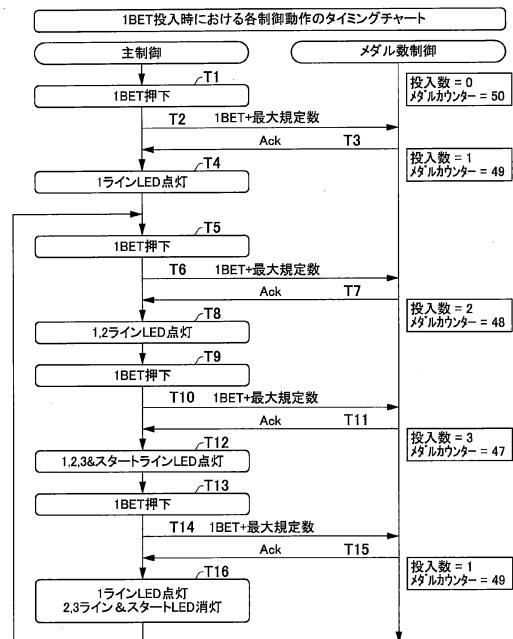 1BET投入時における各制御動作のタイミングチャート
主制御
メダル数制御
T1
1BET押下
投入数 = 0
メダルカウンター = 50
T2 1BET+最大規定数
Ack T3
投入数 = 1
メダルカウンター = 49
T4
1ラインLED点灯
T5
1BET押下
T6 1BET+最大規定数
Ack T7
投入数 = 2
メダルカウンター = 48
T8
1,2ラインLED点灯
T9
1BET押下
T10 1BET+最大規定数
Ack T11
投入数 = 3
メダルカウンター = 47
T12
1,2,3&スタートラインLED点灯
T13
1BET押下
T14 1BET+最大規定数
Ack T15
投入数 = 1
メダルカウンター = 49
T16
1ラインLED点灯
2,3ライン&スタートLED消灯